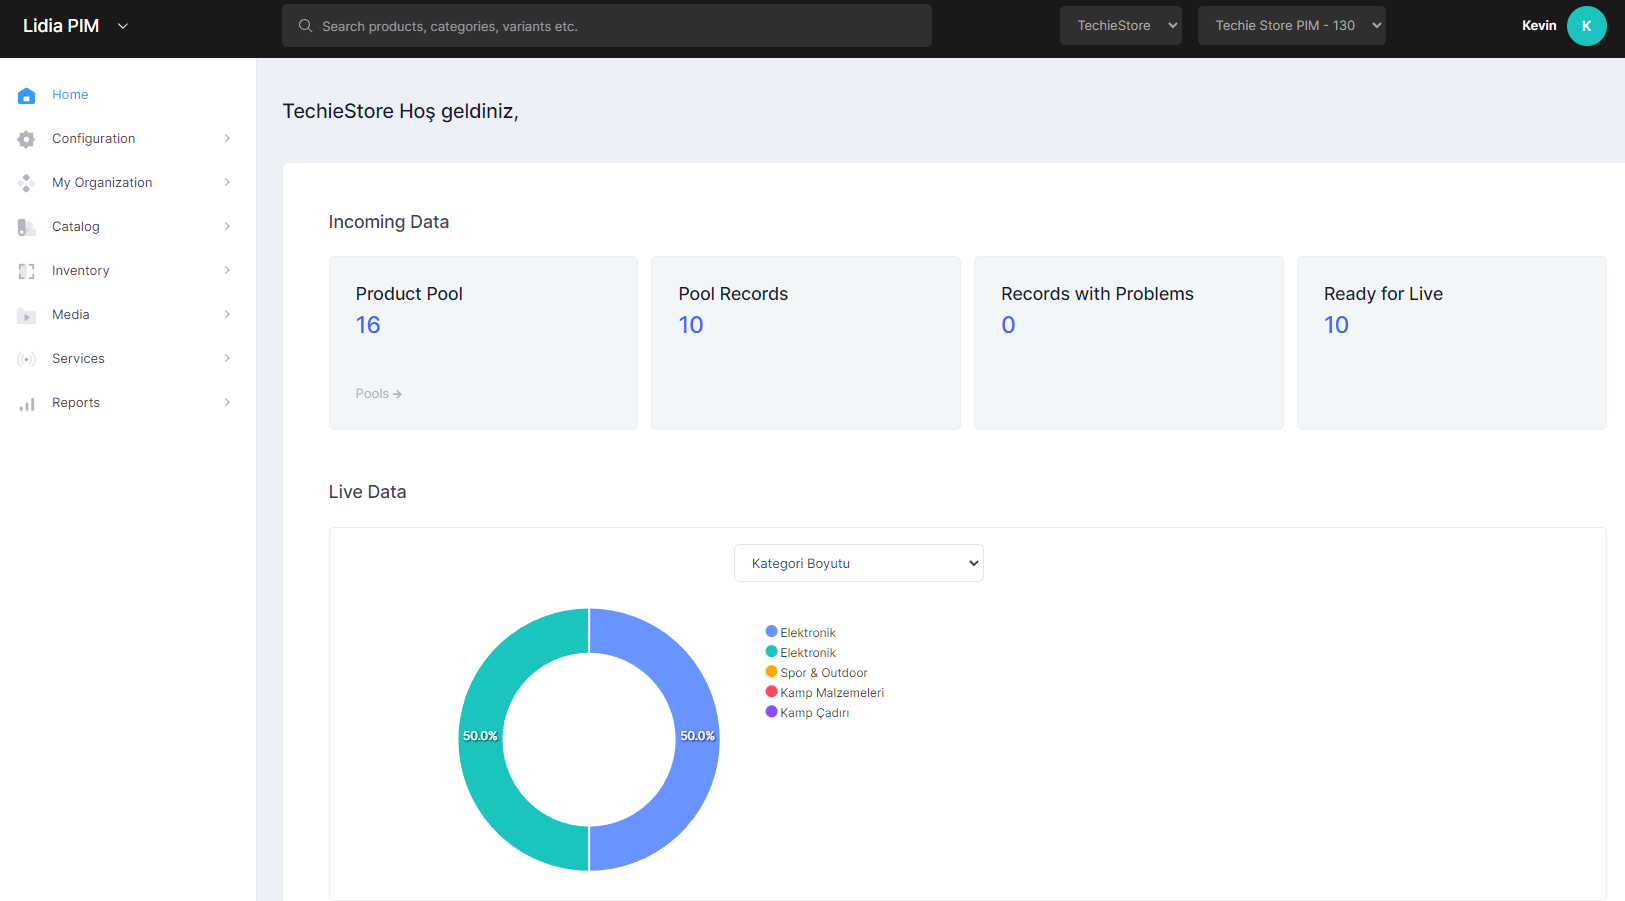 Lidia PIM
Search products, categories, variants etc.
TechieStore
Techie Store PIM - 130
Kevin
K
Home
Configuration
My Organization
Catalog
Inventory
Media
Services
Reports
TechieStore Hoş geldiniz,
Incoming Data
Product Pool
16
Pools →
Pool Records
10
Records with Problems
0
Ready for Live
10
Live Data
Kategori Boyutu
50.0%
50.0%
Elektronik
Elektronik
Spor & Outdoor
Kamp Malzemeleri
Kamp Çadırı